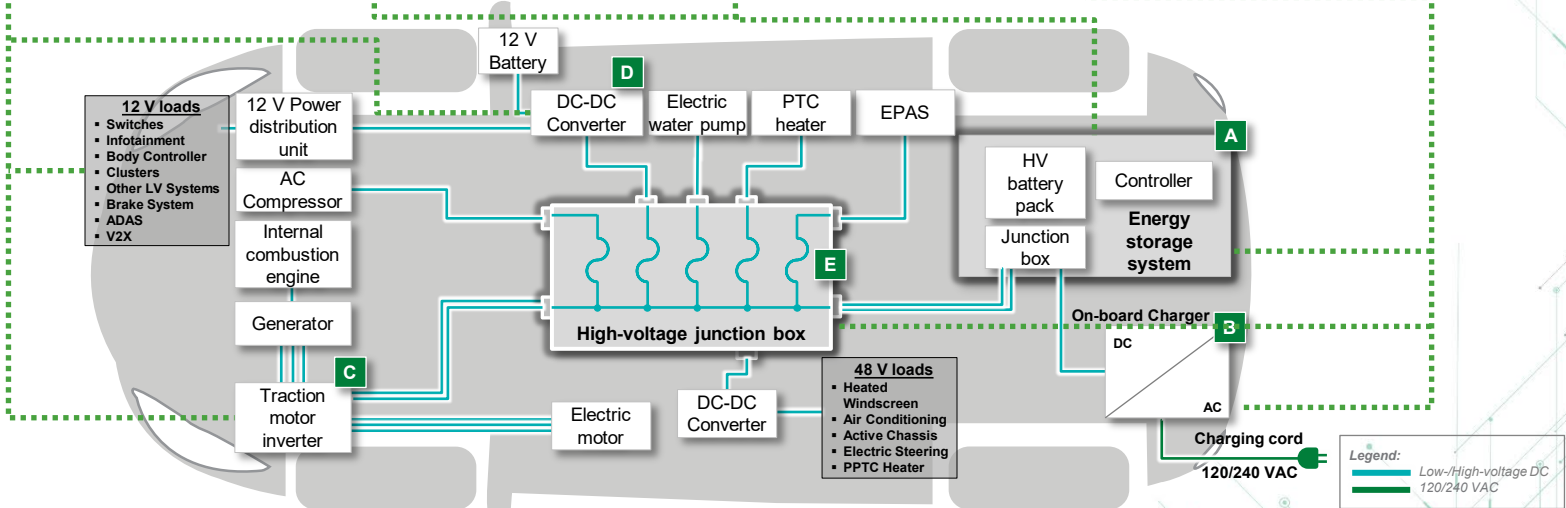 12 V
Battery
D
12 V loads
▪ Switches
▪ Infotainment
▪ Body Controller
▪ Clusters
▪ Other LV Systems
▪ Brake System
▪ ADAS
▪ V2X
12 V Power
distribution
unit
DC-DC
Converter
Electric
water pump
PTC
heater
EPAS
A
HV
battery
pack
Controller
Junction
box
Energy
storage
system
AC
Compressor
Internal
combustion
engine
Generator
C
Traction
motor
inverter
E
High-voltage junction box
On-board Charger
B
DC
AC
Electric
motor
DC-DC
Converter
48 V loads
▪ Heated
Windscreen
▪ Air Conditioning
▪ Active Chassis
▪ Electric Steering
▪ PPTC Heater
Charging cord
120/240 VAC
Legend:
Low-/High-voltage DC
120/240 VAC